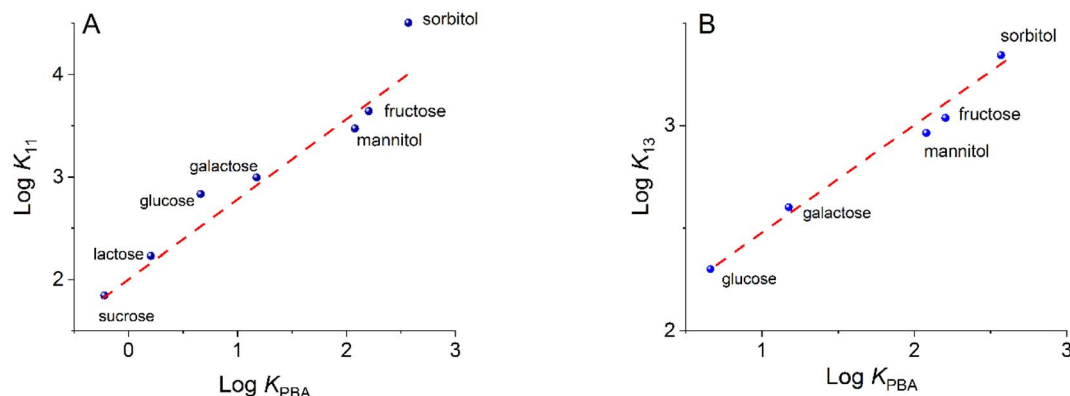 A
sorbitol
4
fructose
mannitol
galactose
3
glucose
lactose
2
sucrose
0
1
2
3
Log K11
Log KPBA
B
sorbitol
fructose
3
mannitol
galactose
glucose
2
1
2
3
Log K13
Log KPBA